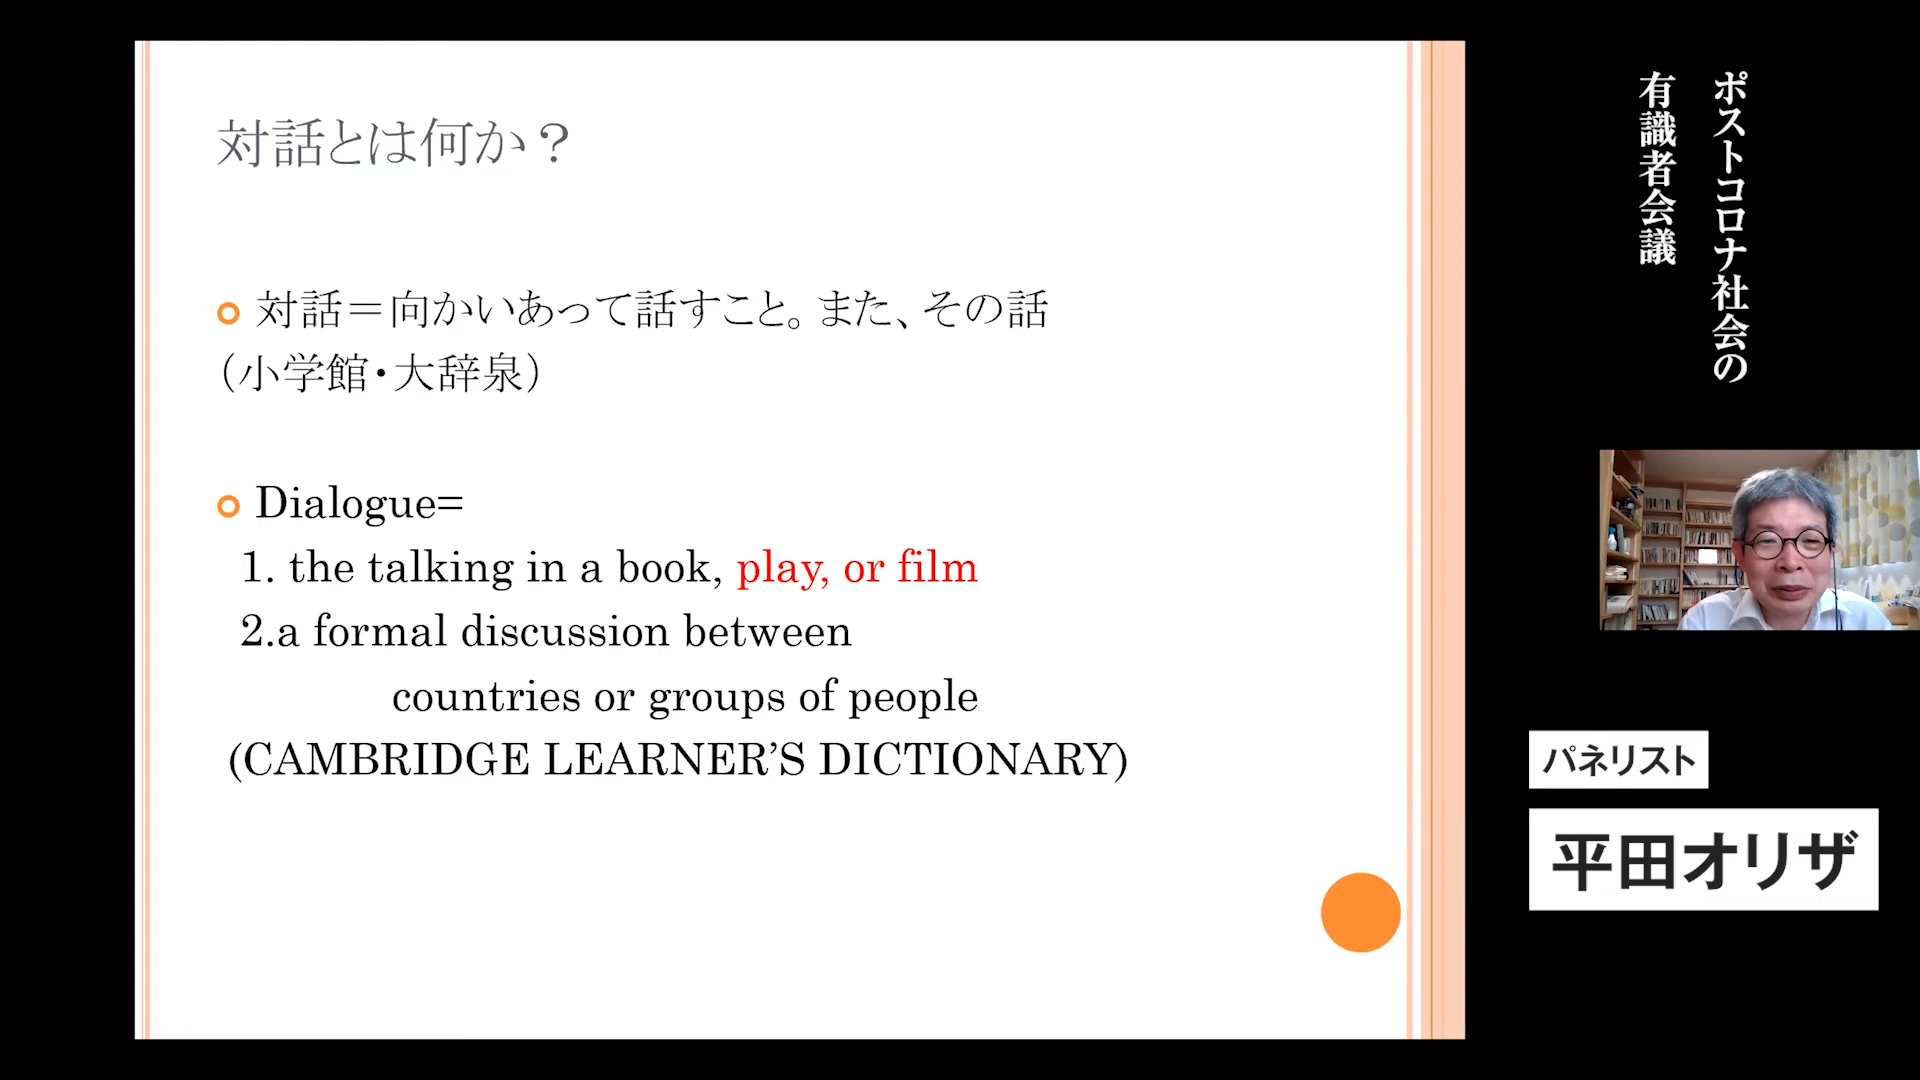 対話とは何か？
対話＝向かいあって話すこと。また、その話
（小学館・大辞泉）
Dialogue=
1. the talking in a book, play, or film
2.a formal discussion between
countries or groups of people
(CAMBRIDGE LEARNER’S DICTIONARY)
ポストコロナ社会の
有識者会議
パネリスト
平田オリザ